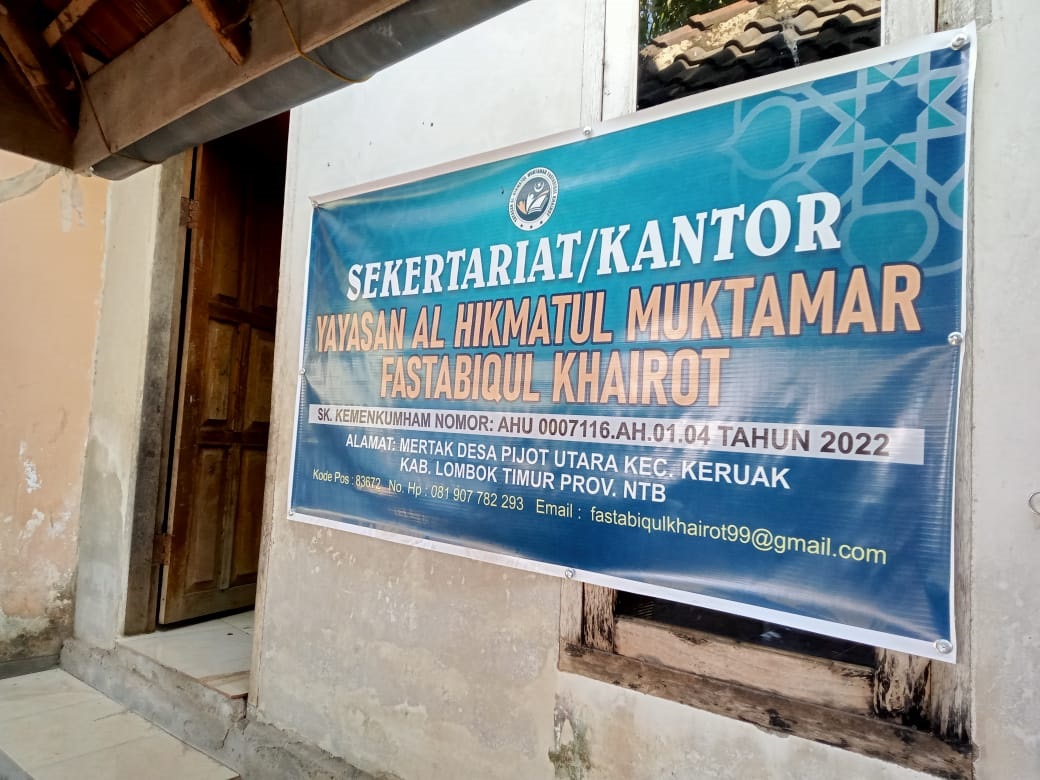 SEKERTARIAT/KANTOR
YAYASAN AL HIKMATUL MUKTAMAR
FASTABIQUL KHAIROT
SK. KEMENKUMHAM NOMOR: AHU 0007116.AH.01.04 TAHUN 2022
ALAMAT: MERTAK DESA PIJOT UTARA KEC. KERUAK
KAB. LOMBOK TIMUR PROV. NTB
Kode Pos : 83672 No. Hp : 081 907 782 293 Email : fastabiqulkhairot99@gmail.com